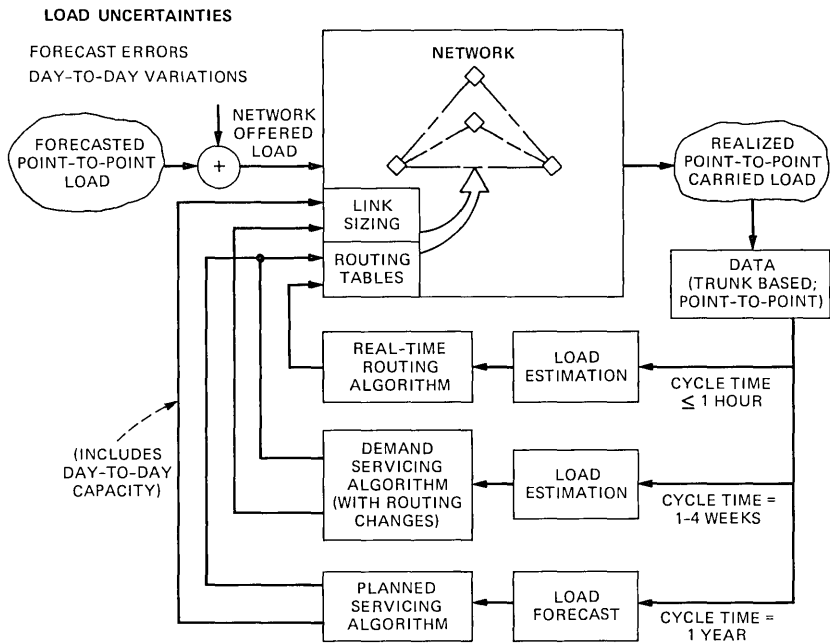 LOAD UNCERTAINTIES
FORECAST ERRORS
DAY-TO-DAY VARIATIONS
NETWORK
OFFERED
LOAD
FORECASTED
POINT-TO-POINT
LOAD
+
NETWORK
LINK
SIZING
ROUTING
TABLES
REALIZED
POINT-TO-POINT
CARRIED LOAD
DATA
(TRUNK BASED;
POINT-TO-POINT)
REAL-TIME
ROUTING
ALGORITHM
LOAD
ESTIMATION
CYCLE TIME
≤ 1 HOUR
(INCLUDES
DAY-TO-DAY
CAPACITY)
DEMAND
SERVICING
ALGORITHM
(WITH ROUTING
CHANGES)
LOAD
ESTIMATION
CYCLE TIME =
1-4 WEEKS
PLANNED
SERVICING
ALGORITHM
LOAD
FORECAST
CYCLE TIME =
1 YEAR